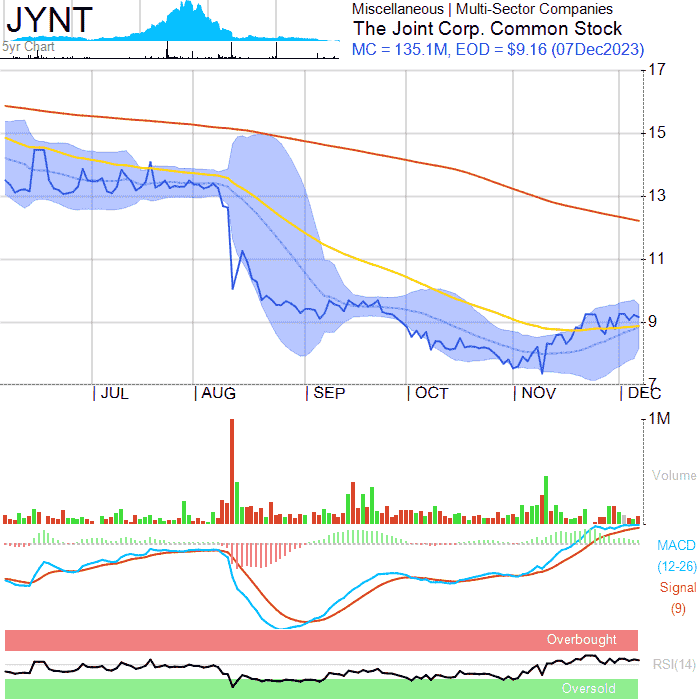 JYNT
5yr Chart
Miscellaneous | Multi-Sector Companies
The Joint Corp. Common Stock
MC = 135.1M, EOD = $9.16 (07Dec2023)
17
15
13
11
9
7
JUL AUG SEP OCT NOV DEC
1M
Volume
MACD
(12-26)
Signal
(9)
Overbought
RSI(14)
Oversold